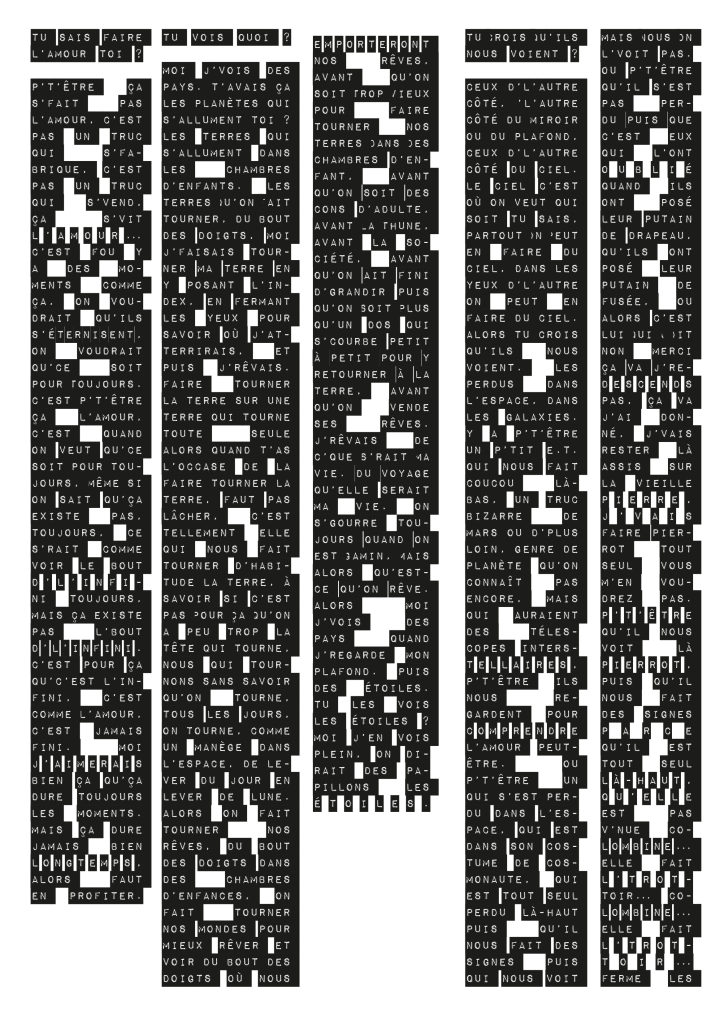 TU SAIS FAIRE
L'AMOUR TOI ?
P'T'ÊTRE ÇA
S'FAIT PAS
L'AMOUR. C'EST
PAS UN TRUC
QUI S'FA-
BRIQUE. C'EST
PAS UN TRUC
QUI S'VEND.
ÇA S'VIT
L'AMOUR...
C'EST FOU Y
A DES MO-
MENTS COMME
ÇA. ON VOU-
DRAIT QU'ILS
S'ÉTERNISENT.
ON VOUDRAIT
QU'CE SOIT
POUR TOUJOURS.
C'EST P'T'ÊTRE
ÇA L'AMOUR.
C'EST QUAND
ON VEUT QU'CE
SOIT POUR TOU-
JOURS. MÊME SI
ON SAIT QU'ÇA
EXISTE PAS.
TOUJOURS. CE
S'RAIT COMME
VOIR LE BOUT
D'L'INFI-
NI TOUJOURS.
MAIS ÇA EXISTE
PAS L'BOUT
D'L'INFINI.
C'EST POUR ÇA
QU'C'EST L'IN-
FINI. C'EST
COMME L'AMOUR.
C'EST JAMAIS
FINI. MOI
J'AIMERAIS
BIEN ÇA QU'ÇA
DURE TOUJOURS
LES MOMENTS.
MAIS ÇA DURE
JAMAIS BIEN
LONGTEMPS.
ALORS FAUT
EN PROFITER.
TU VOIS QUOI ?
MOI J'VOIS DES
PAYS. T'AVAIS ÇA
LES PLANÈTES QUI
S'ALLUMENT TOI ?
LES TERRES QUI
S'ALLUMENT DANS
LES CHAMBRES
D'ENFANTS. LES
TERRES QU'ON FAIT
TOURNER. DU BOUT
DES DOIGTS. MOI
J'FAISAIS TOUR-
NER MA TERRE EN
Y POSANT L'IN-
DEX. EN FERMANT
LES YEUX POUR
SAVOIR OÙ J'AT-
TERRIRAIS. ET
PUIS J'RÊVAIS.
FAIRE TOURNER
LA TERRE SUR UNE
TERRE QUI TOURNE
TOUTE SEULE
ALORS QUAND T'AS
L'OCCASE DE LA
FAIRE TOURNER LA
TERRE. FAUT PAS
LÂCHER. C'EST
TELLEMENT ELLE
QUI NOUS FAIT
TOURNER D'HABI-
TUDE LA TERRE. À
SAVOIR SI C'EST
PAS POUR ÇA QU'ON
A PEU TROP LA
TÊTE QUI TOURNE.
NOUS QUI TOUR-
NONS SANS SAVOIR
QU'ON TOURNE.
TOUS LES JOURS.
ON TOURNE. COMME
UN MANÈGE DANS
L'ESPACE. DE LE-
VER DU JOUR EN
LEVER DE LUNE.
ALORS ON FAIT
TOURNER NOS
RÊVES. DU BOUT
DES DOIGTS DANS
DES CHAMBRES
D'ENFANCES. ON
FAIT TOURNER
NOS MONDES POUR
MIEUX RÊVER ET
VOIR DU BOUT DES
DOIGTS OÙ NOUS
EMPORTERONT
NOS RÊVES.
AVANT QU'ON
SOIT TROP VIEUX
POUR FAIRE
TOURNER NOS
TERRES DANS DES
CHAMBRES D'EN-
FANT. AVANT
QU'ON SOIT DES
CONS D'ADULTE.
AVANT LA THUNE.
AVANT LA SO-
CIÉTÉ. AVANT
QU'ON AIT FINI
D'GRANDIR PUIS
QU'ON SOIT PLUS
QU'UN DOS QUI
S'COURBE PETIT
À PETIT POUR Y
RETOURNER À LA
TERRE. AVANT
QU'ON VENDE
SES RÊVES.
J'RÊVAIS DE
C'QUE S'RAIT MA
VIE. DU VOYAGE
QU'ELLE SERAIT
MA VIE. ON
S'GOURRE TOU-
JOURS QUAND ON
EST GAMIN. MAIS
ALORS QU'EST-
CE QU'ON RÊVE.
ALORS MOI
J'VOIS DES
PAYS QUAND
J'REGARDE MON
PLAFOND. PUIS
DES ÉTOILES.
TU LES VOIS
LES ÉTOILES ?
MOI J'EN VOIS
PLEIN. ON DI-
RAIT DES PA-
PILLONS LES
ÉTOILES.
TU CROIS QU'ILS
NOUS VOIENT ?
CEUX D'L'AUTRE
CÔTÉ. L'AUTRE
CÔTÉ DU MIROIR
OU DU PLAFOND.
CEUX D'L'AUTRE
CÔTÉ DU CIEL.
LE CIEL C'EST
OÙ ON VEUT QUI
SOIT TU SAIS.
PARTOUT ON PEUT
EN FAIRE DU
CIEL. DANS LES
YEUX D'L'AUTRE
ON PEUT EN
FAIRE DU CIEL.
ALORS TU CROIS
QU'ILS NOUS
VOIENT. LES
PERDUS DANS
L'ESPACE. DANS
LES GALAXIES.
Y A P'T'ÊTRE
UN P'TIT E.T.
QUI NOUS FAIT
COUCOU LÀ-
BAS. UN TRUC
BIZARRE DE
MARS OU D'PLUS
LOIN. GENRE DE
PLANÈTE QU'ON
CONNAÎT PAS
ENCORE. MAIS
QUI AURAIENT
DES TÉLES-
COPES INTERS-
TELLAIRES.
P'T'ÊTRE ILS
NOUS RE-
GARDENT POUR
COMPRENDRE
L'AMOUR PEUT-
ÊTRE. OU
P'T'ÊTRE UN
QUI S'EST PER-
DU DANS L'ES-
PACE. QUI EST
DANS SON COS-
TUME DE COS-
MONAUTE. QUI
EST TOUT SEUL
PERDU LÀ-HAUT
PUIS QU'IL
NOUS FAIT DES
SIGNES PUIS
QUI NOUS VOIT
MAIS NOUS ON
L'VOIT PAS.
OU P'T'ÊTRE
QU'IL S'EST
PAS PER-
DU PUIS QUE
C'EST EUX
QUI L'ONT
OUBLIÉ
QUAND ILS
ONT POSÉ
LEUR PUTAIN
DE DRAPEAU.
QU'ILS ONT
POSÉ LEUR
PUTAIN DE
FUSÉE. OU
ALORS C'EST
LUI QUI A DIT
NON MERCI
ÇA VA J'RE-
DESCENDS
PAS. ÇA VA
J'AI DON-
NÉ. J'VAIS
RESTER LÀ
ASSIS SUR
LA VIEILLE
PIERRE.
J'VAIS
FAIRE PIER-
ROT TOUT
SEUL VOUS
M'EN VOU-
DREZ PAS.
P'T'ÊTRE
QU'IL NOUS
VOIT LÀ
PIERROT.
PUIS QU'IL
NOUS FAIT
DES SIGNES
PARCE
QU'IL EST
TOUT SEUL
LÀ-HAUT.
QU'ELLE
EST PAS
V'NUE CO-
LOMBINE...
ELLE FAIT
L'TROT-
TOIR... CO-
LOMBINE...
ELLE FAIT
L'TROT-
TOIR...
FERME LES